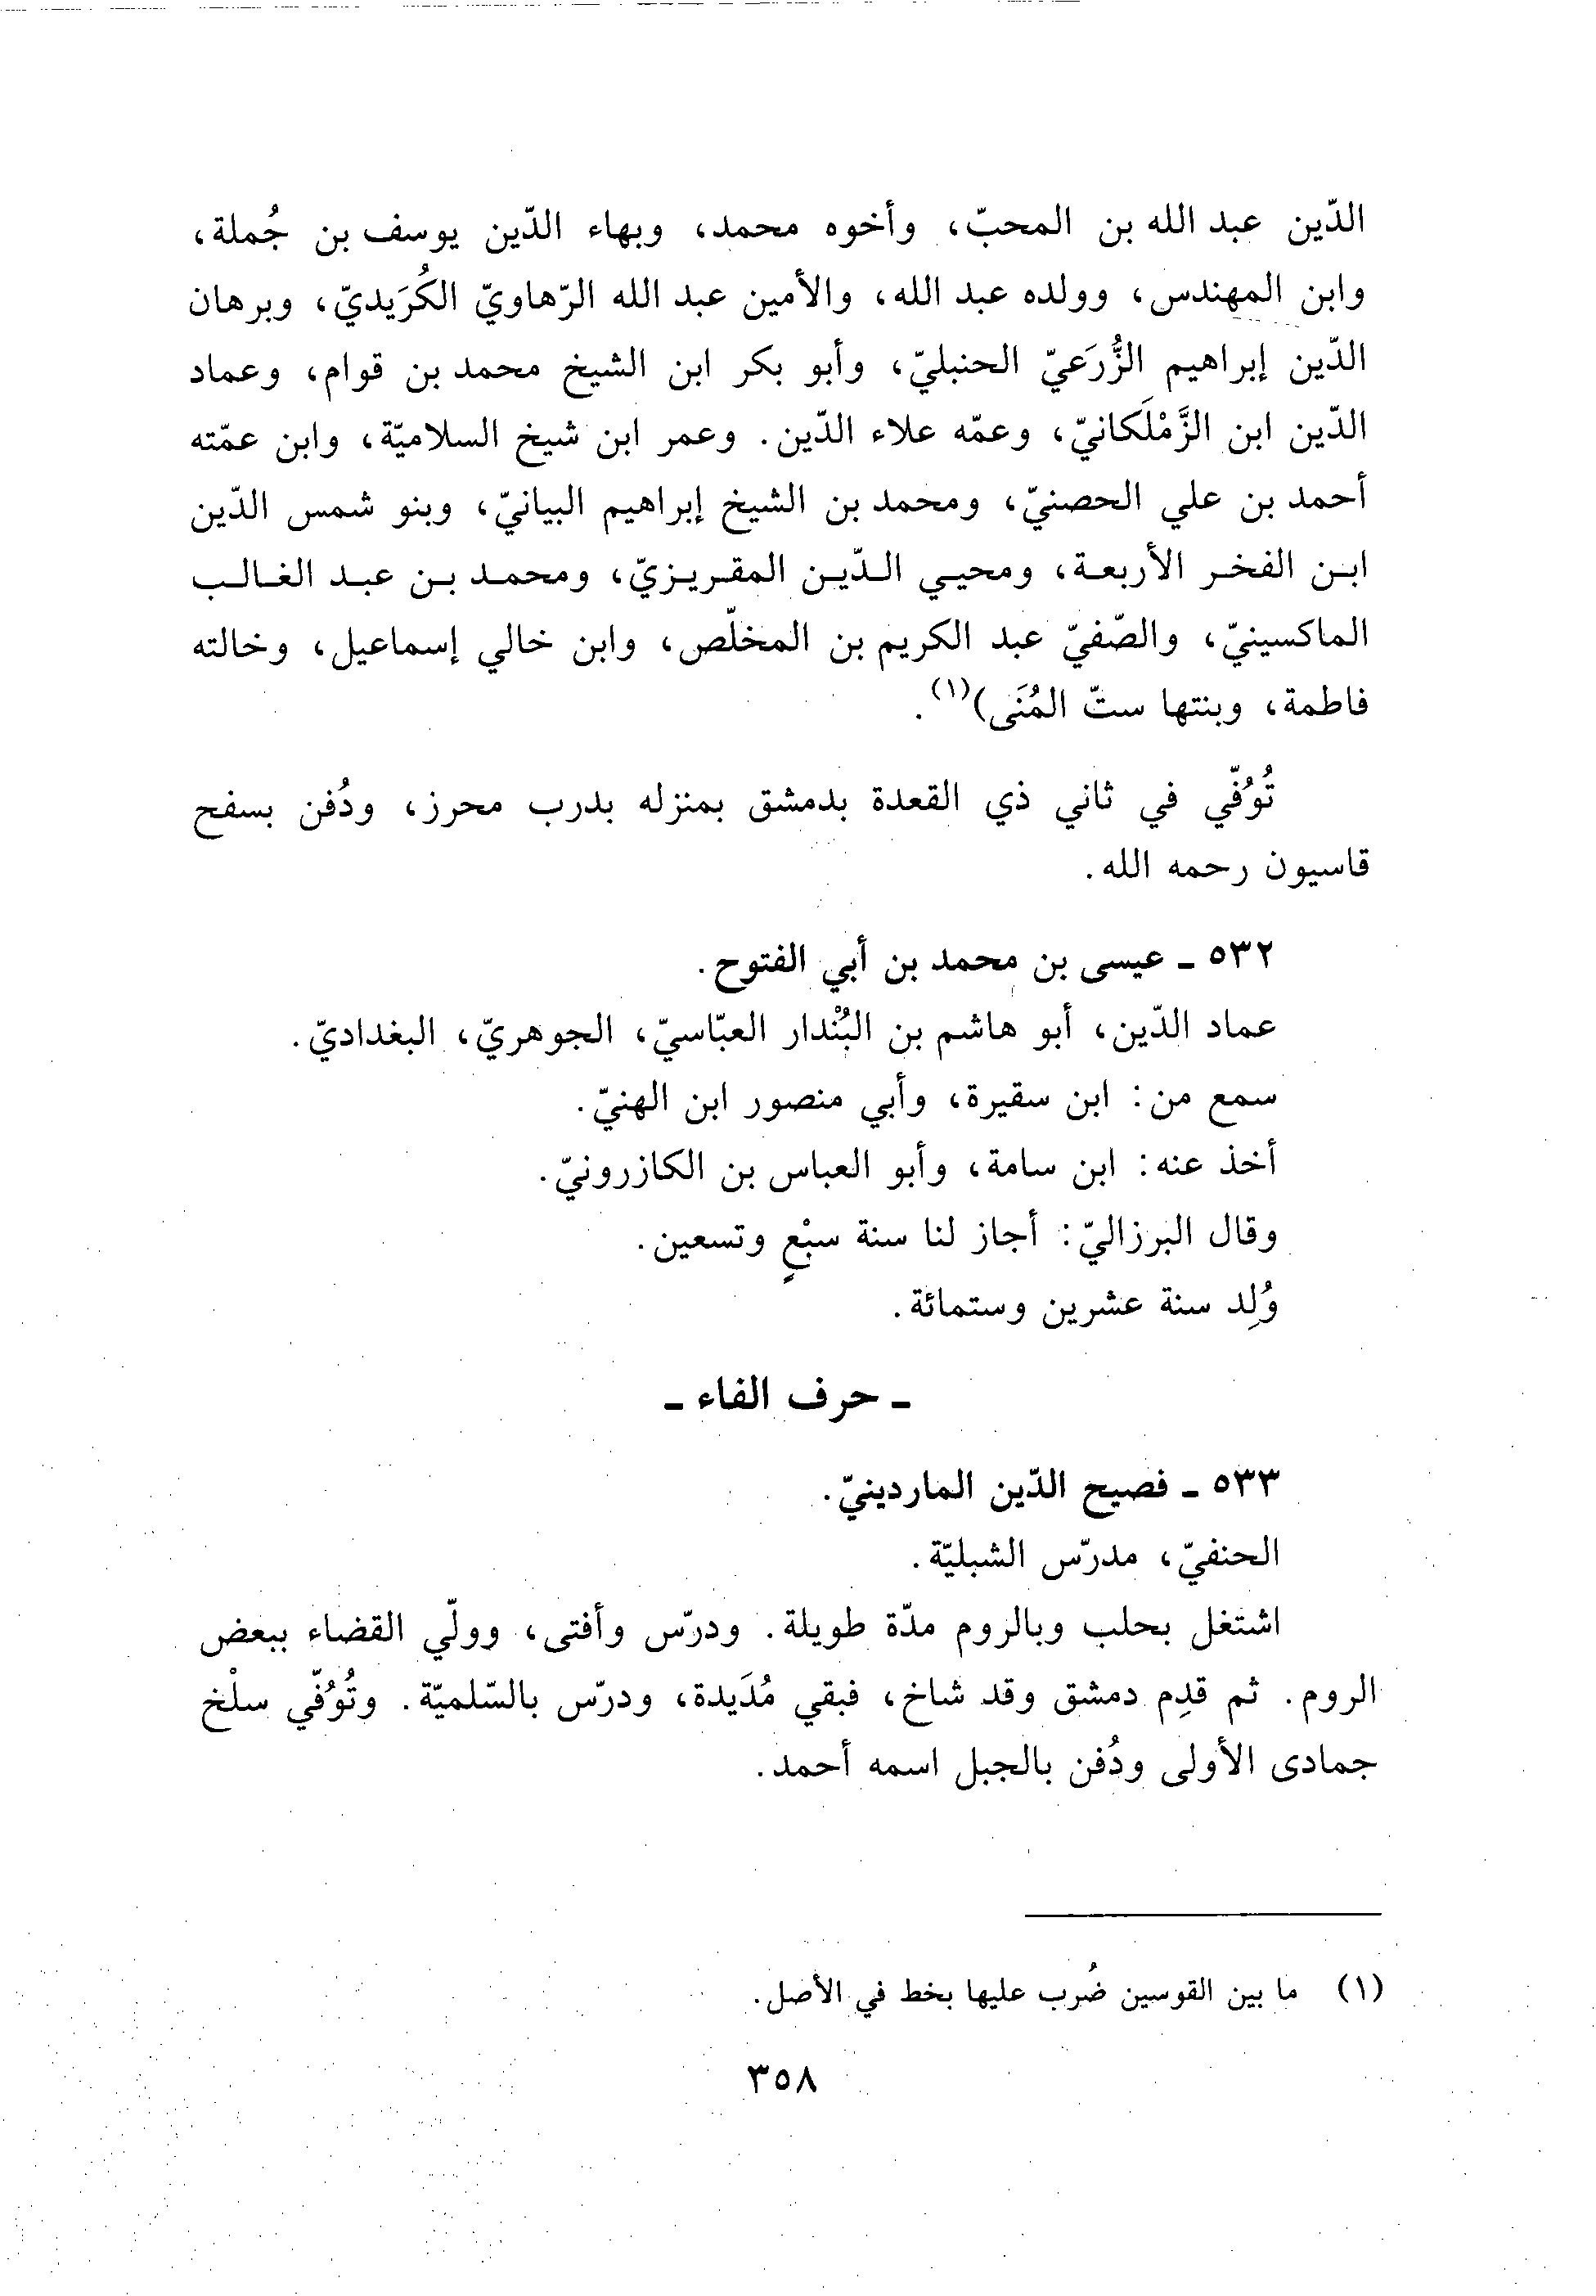 الدّين عبد الله بن المحبّ، وأخوه محمد، وبهاء الدّين يوسف بن جُملة،
وابن المهندس، وولده عبد الله، والأمين عبد الله الرّهاويّ الكُرَيديّ، وبرهان
الدّين إبراهيم الزُّرَعيّ الحنبليّ، وأبو بكر ابن الشيخ محمد بن قوام، وعماد
الدّين ابن الزَّمْلَكانيّ، وعمّه علاء الدّين. وعمر ابن شيخ السلاميّة، وابن عمّته
أحمد بن علي الحصنيّ، ومحمد بن الشيخ إبراهيم البيانيّ، وبنو شمس الدّين
ابن الفخر الأربعة، ومحيي الدّين المقريزيّ، ومحمد بن عبد الغالب
الماكسينيّ، والصّفيّ عبد الكريم بن المخلّص، وابن خالي إسماعيل، وخالته
فاطمة، وبنتها ستّ المُنَى)(١).
تُوُفّي في ثاني ذي القعدة بدمشق بمنزله بدرب محرز، ودُفن بسفح
قاسيون رحمه الله.
٥٣٢ ـ عيسى بن محمد بن أبي الفتوح.
عماد الدّين، أبو هاشم بن البُنْدار العبّاسيّ، الجوهريّ، البغداديّ.
سمع من: ابن سقيرة، وأبي منصور ابن الهنيّ.
أخذ عنه: ابن سامة، وأبو العباس بن الكازرونيّ.
وقال البرزاليّ: أجاز لنا سنة سبْعٍ وتسعين.
وُلِد سنة عشرين وستمائة.
ـ حرف الفاء ـ
٥٣٣ ـ فصيح الدّين الماردينيّ.
الحنفيّ، مدرّس الشبليّة.
اشتغل بحلب وبالروم مدّة طويلة. ودرّس وأفتى، وولّي القضاء ببعض
الروم. ثم قدِم دمشق وقد شاخ، فبقي مُدَيدة، ودرّس بالسّلميّة. وتُوُفّي سلْخ
جمادى الأولى ودُفن بالجبل اسمه أحمد.
(١) ما بين القوسين ضُرب عليها بخط في الأصل.
٣٥٨